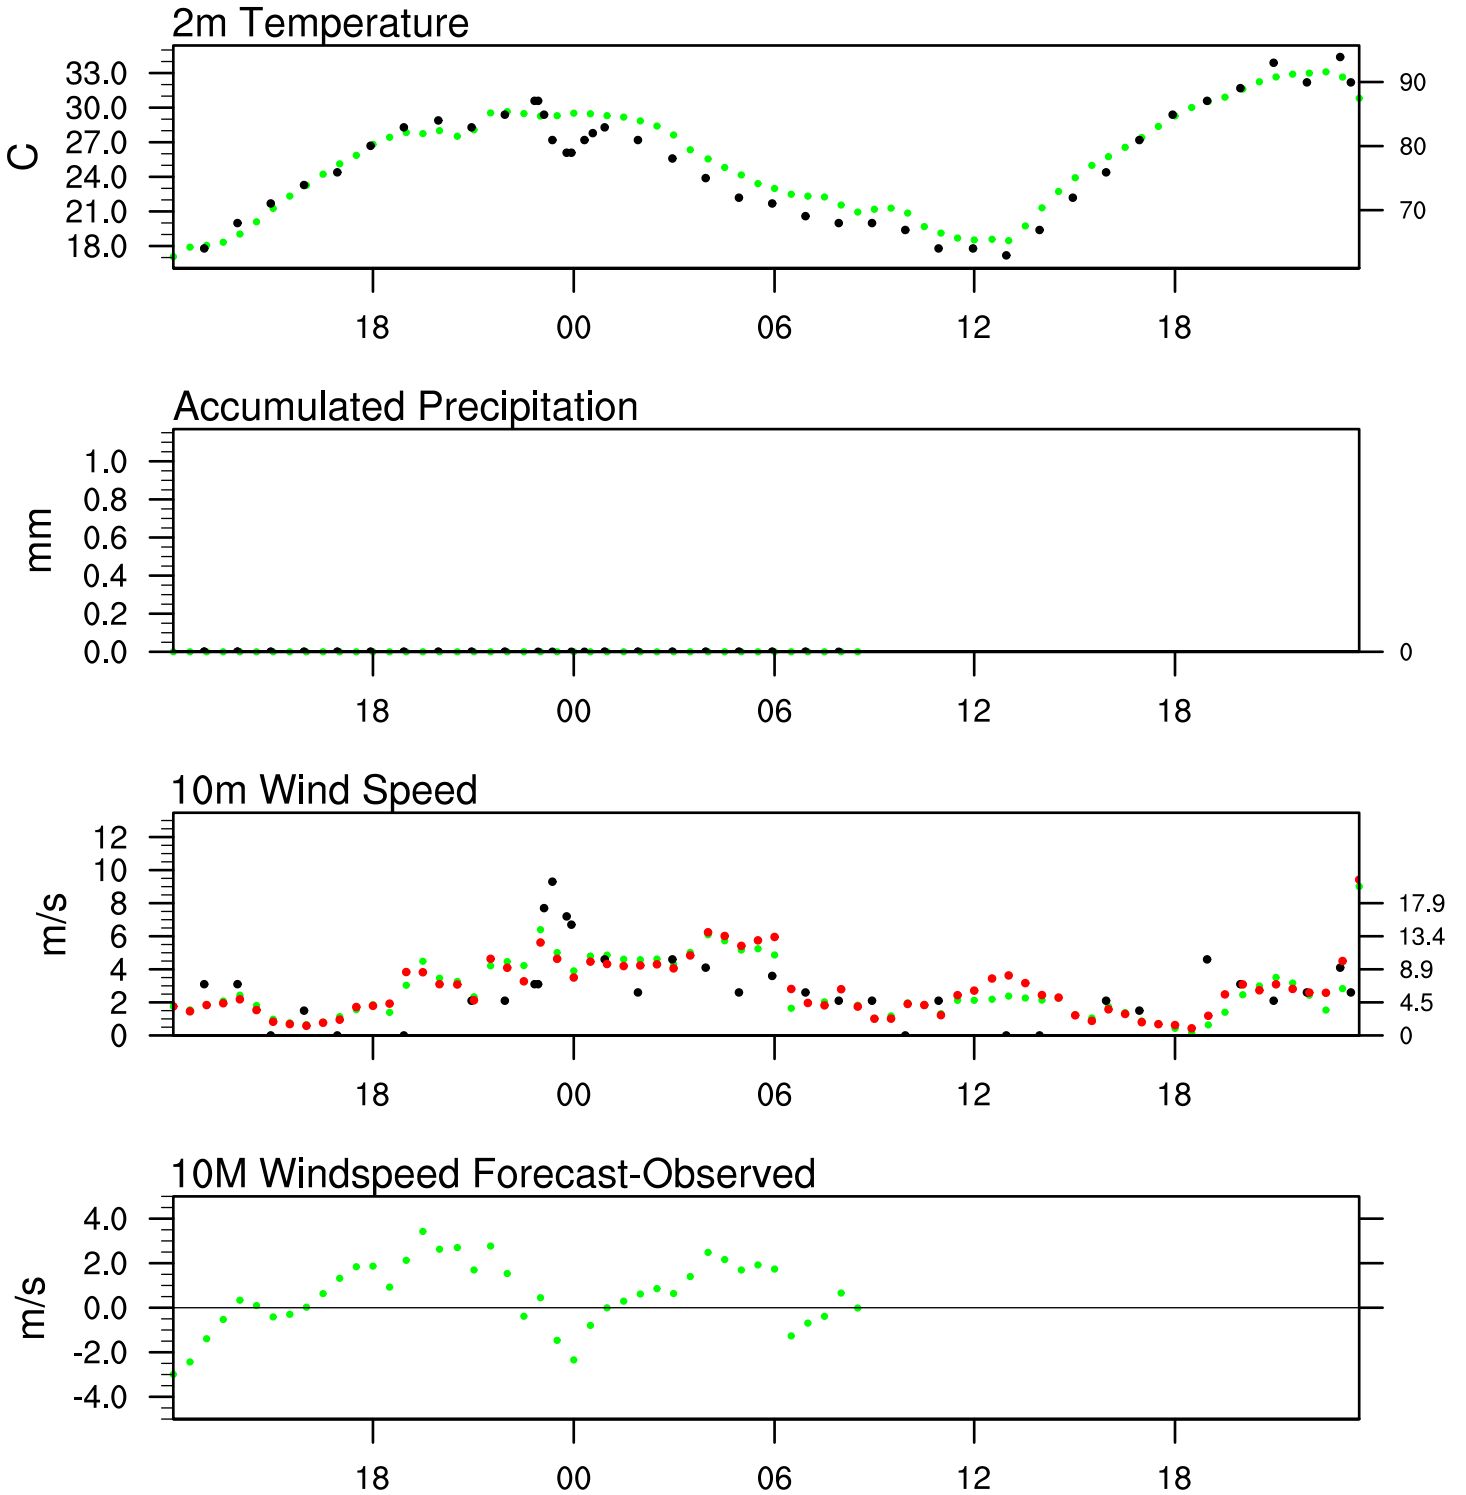 2m Temperature
33.0
30.0
27.0
24.0
21.0
18.0
C
90
80
70
18 00 06 12 18
Accumulated Precipitation
1.0
0.8
0.6
0.4
0.2
0.0
mm
0
18 00 06 12 18
10m Wind Speed
12
10
8
6
4
2
0
m/s
17.9
13.4
8.9
4.5
0
18 00 06 12 18
10M Windspeed Forecast-Observed
4.0
2.0
0.0
-2.0
-4.0
m/s
18 00 06 12 18